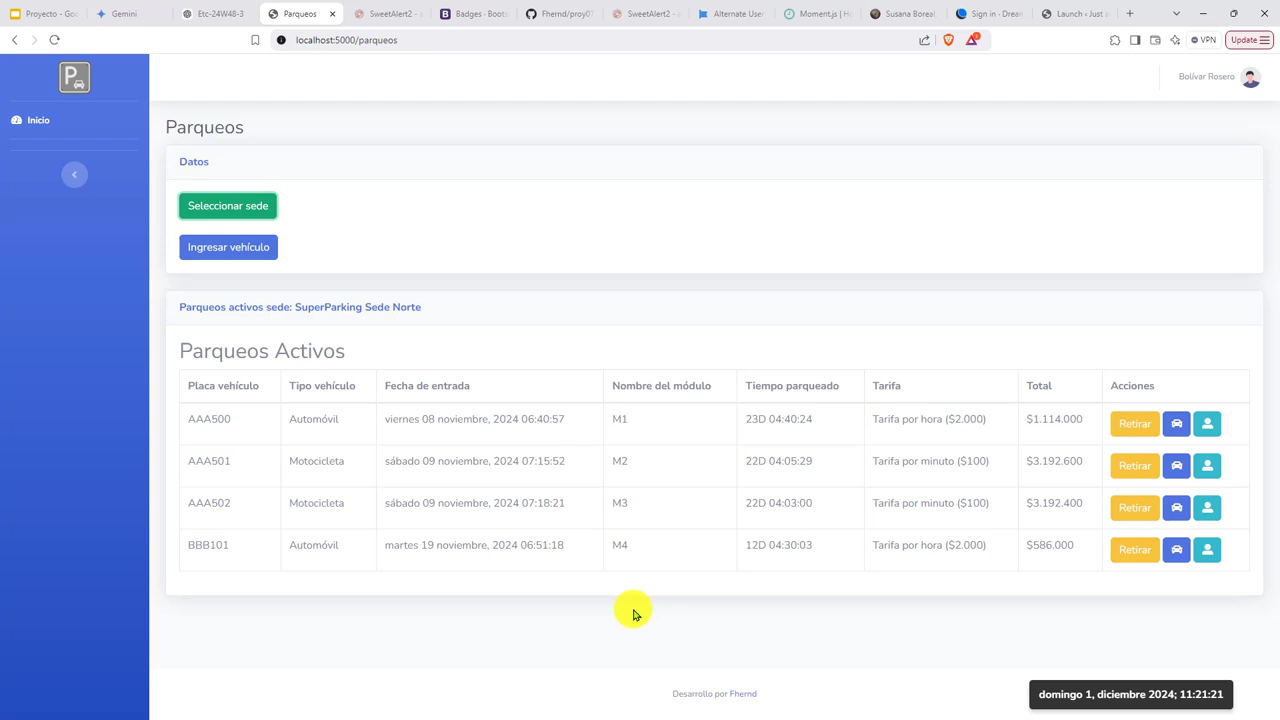 Proyecto - Goo
Gemini
Etc-24W48-3
Parqueos
SweetAlert2 - a
Badges · Boots
Fhernd/proy07
SweetAlert2 - a
Alternate User
Moment.js | H
Susana Boreal
Sign in - Drean
Launch ‹ Just a
localhost:5000/parqueos
VPN
Update
P
Bolívar Rosero
Inicio
Parqueos
Datos
Seleccionar sede
Ingresar vehículo
Parqueos activos sede: SuperParking Sede Norte
Parqueos Activos
Placa vehículo Tipo vehículo Fecha de entrada Nombre del módulo Tiempo parqueado Tarifa Total Acciones
AAA500 Automóvil viernes 08 noviembre, 2024 06:40:57 M1 23D 04:40:24 Tarifa por hora ($2.000) $1.114.000 Retirar
AAA501 Motocicleta sábado 09 noviembre, 2024 07:15:52 M2 22D 04:05:29 Tarifa por minuto ($100) $3.192.600 Retirar
AAA502 Motocicleta sábado 09 noviembre, 2024 07:18:21 M3 22D 04:03:00 Tarifa por minuto ($100) $3.192.400 Retirar
BBB101 Automóvil martes 19 noviembre, 2024 06:51:18 M4 12D 04:30:03 Tarifa por hora ($2.000) $586.000 Retirar
Desarrollo por Fhernd
domingo 1, diciembre 2024; 11:21:21